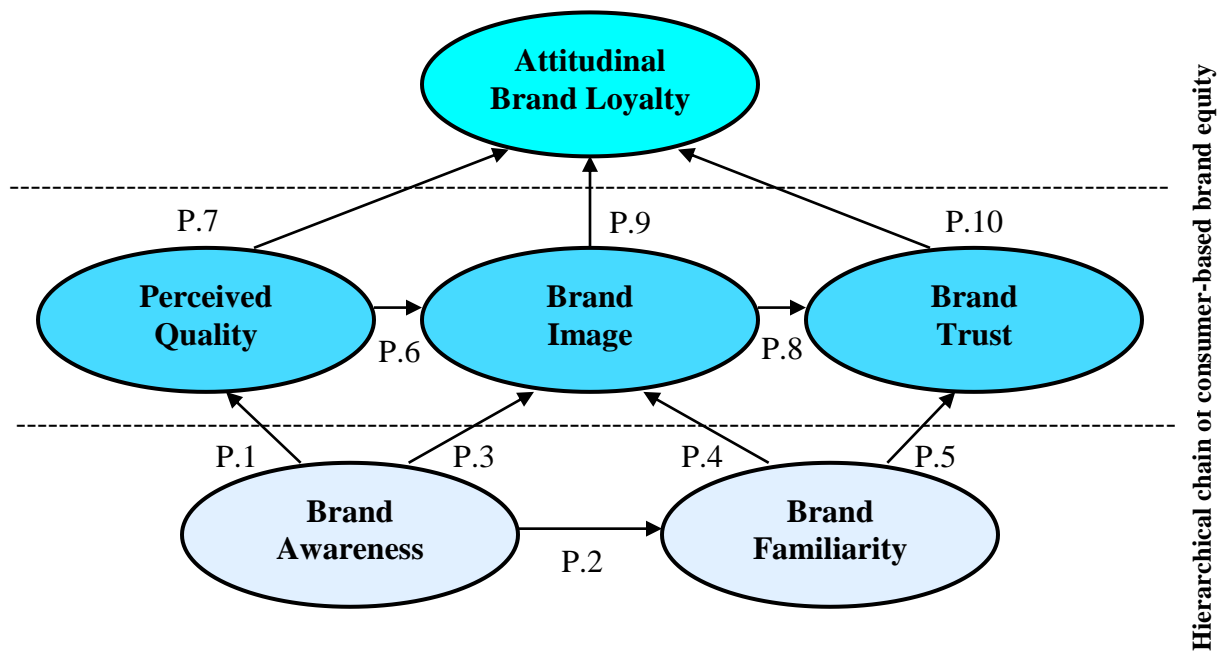 Attitudinal
Brand Loyalty
P.7
P.9
P.10
Perceived
Quality
Brand
Image
Brand
Trust
P.6
P.8
P.1
P.3
P.4
P.5
Brand
Awareness
Brand
Familiarity
P.2
Hierarchical chain of consumer-based brand equity